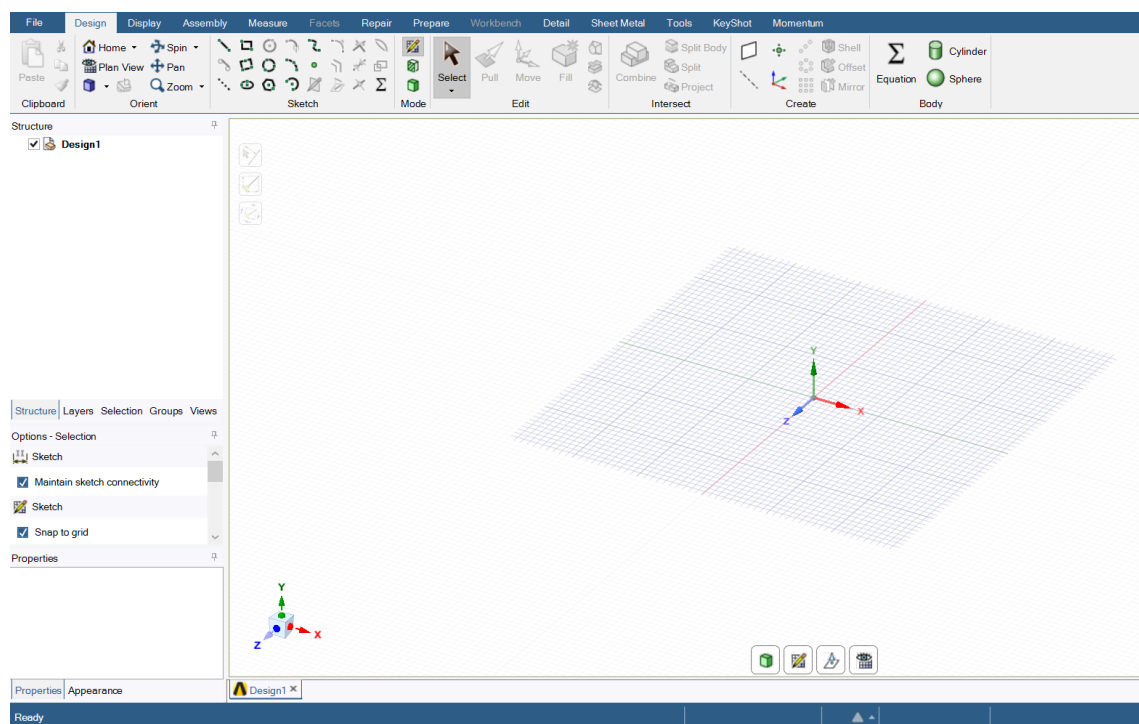 File Design Display Assembly Measure Facets Repair Prepare Workbench Detail Sheet Metal Tools KeyShot Momentum
Paste
Clipboard
Home Spin
Plan View Pan
Zoom
Orient
Sketch
Mode
Select Pull Move Fill
Edit
Combine
Split Body
Split
Project
Intersect
Shell
Offset
Mirror
Create
Equation
Cylinder
Sphere
Body
Structure
Design1
Structure Layers Selection Groups Views
Options - Selection
Sketch
Maintain sketch connectivity
Sketch
Snap to grid
Properties
Properties Appearance
Y
X
Z
Y
X
Z
Design1
Ready